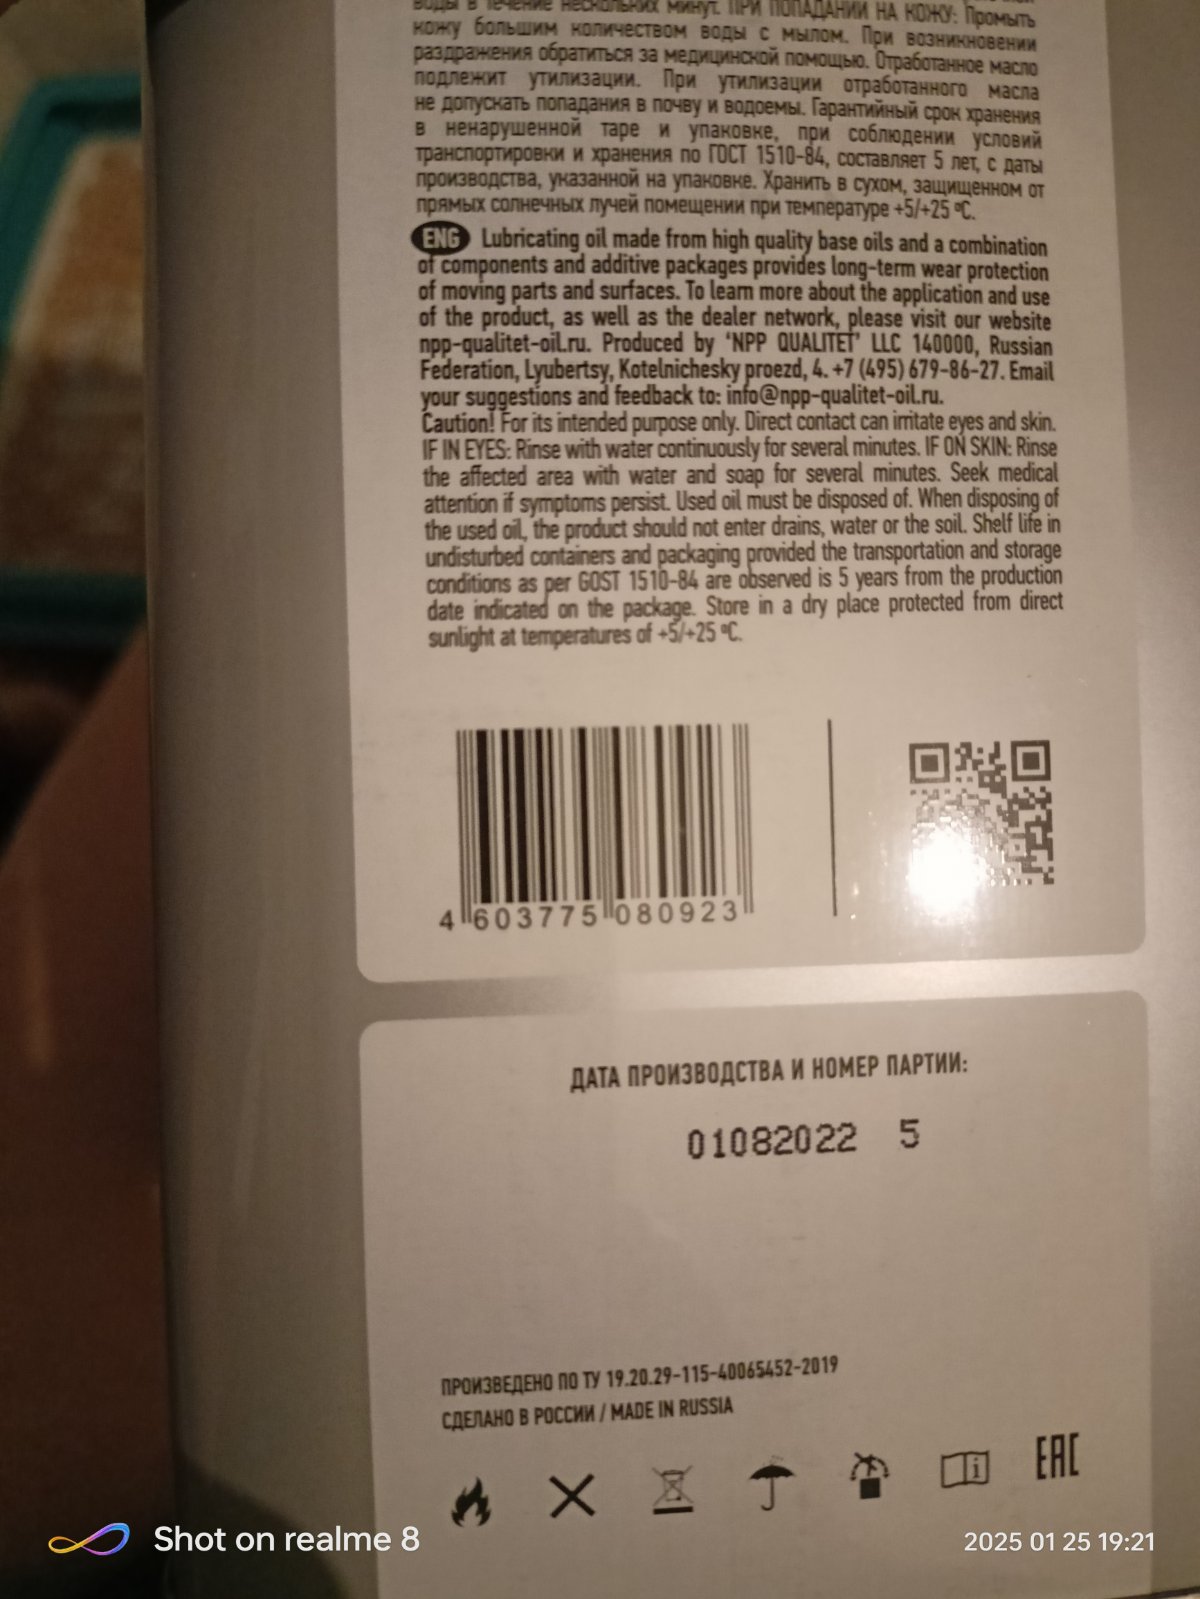 воды в течение нескольких минут. ПРИ ПОПАДАНИИ НА КОЖУ: Промыть
кожу большим количеством воды с мылом. При возникновении
раздражения обратиться за медицинской помощью. Отработанное масло
подлежит утилизации. При утилизации отработанного масла
не допускать попадания в почву и водоемы. Гарантийный срок хранения
в ненарушенной таре и упаковке, при соблюдении условий
транспортировки и хранения по ГОСТ 1510-84, составляет 5 лет, с даты
производства, указанной на упаковке. Хранить в сухом, защищенном от
прямых солнечных лучей помещении при температуре +5/+25 ºC.
ENG Lubricating oil made from high quality base oils and a combination
of components and additive packages provides long-term wear protection
of moving parts and surfaces. To learn more about the application and use
of the product, as well as the dealer network, please visit our website
npp-qualitet-oil.ru. Produced by ‘NPP QUALITET’ LLC 140000, Russian
Federation, Lyubertsy, Kotelnichesky proezd, 4. +7 (495) 679-86-27. Email
your suggestions and feedback to: info@npp-qualitet-oil.ru.
Caution! For its intended purpose only. Direct contact can irritate eyes and skin.
IF IN EYES: Rinse with water continuously for several minutes. IF ON SKIN: Rinse
the affected area with water and soap for several minutes. Seek medical
attention if symptoms persist. Used oil must be disposed of. When disposing of
the used oil, the product should not enter drains, water or the soil. Shelf life in
undisturbed containers and packaging provided the transportation and storage
conditions as per GOST 1510-84 are observed is 5 years from the production
date indicated on the package. Store in a dry place protected from direct
sunlight at temperatures of +5/+25 ºC.
4 603775 080923
ДАТА ПРОИЗВОДСТВА И НОМЕР ПАРТИИ:
01082022 5
ПРОИЗВЕДЕНО ПО ТУ 19.20.29-115-40065452-2019
СДЕЛАНО В РОССИИ / MADE IN RUSSIA
EAC
Shot on realme 8
2025 01 25 19:21